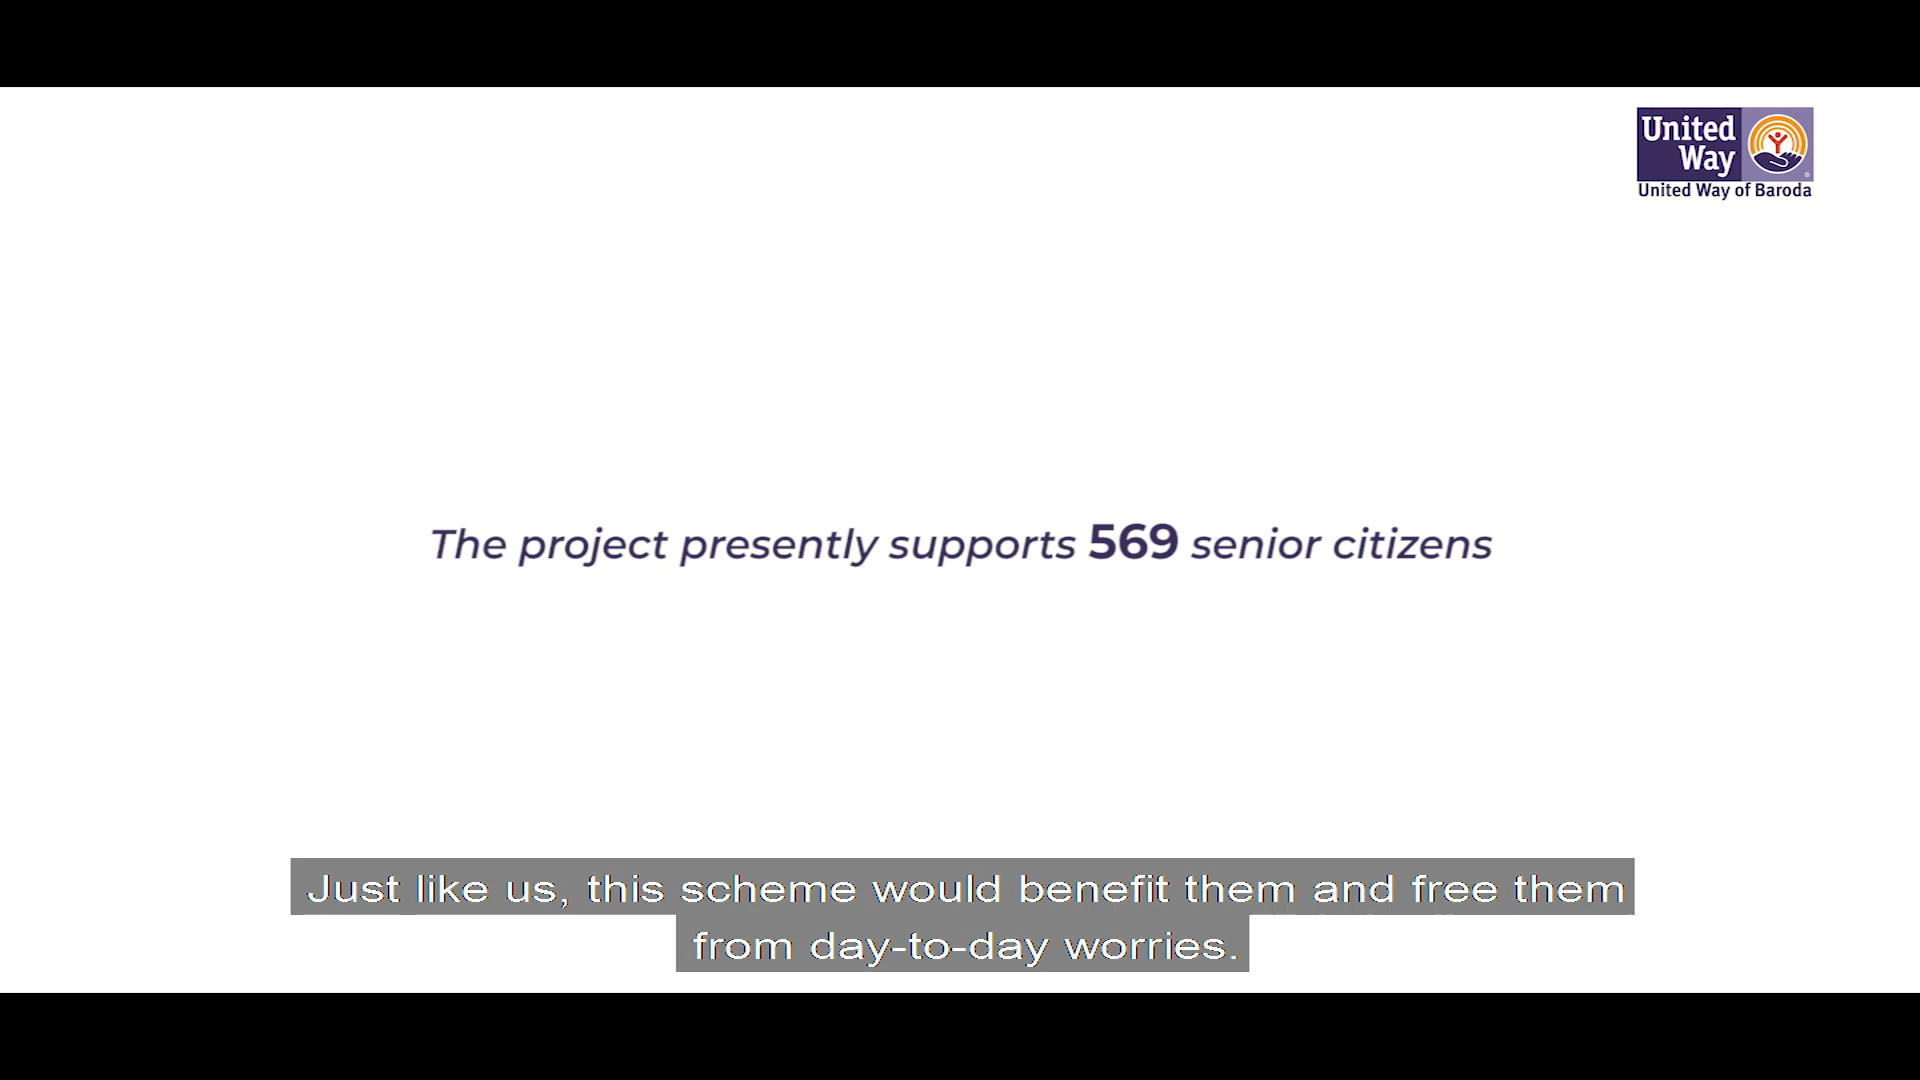 United
Way
United Way of Baroda
The project presently supports 569 senior citizens
Just like us, this scheme would benefit them and free them
from day-to-day worries.